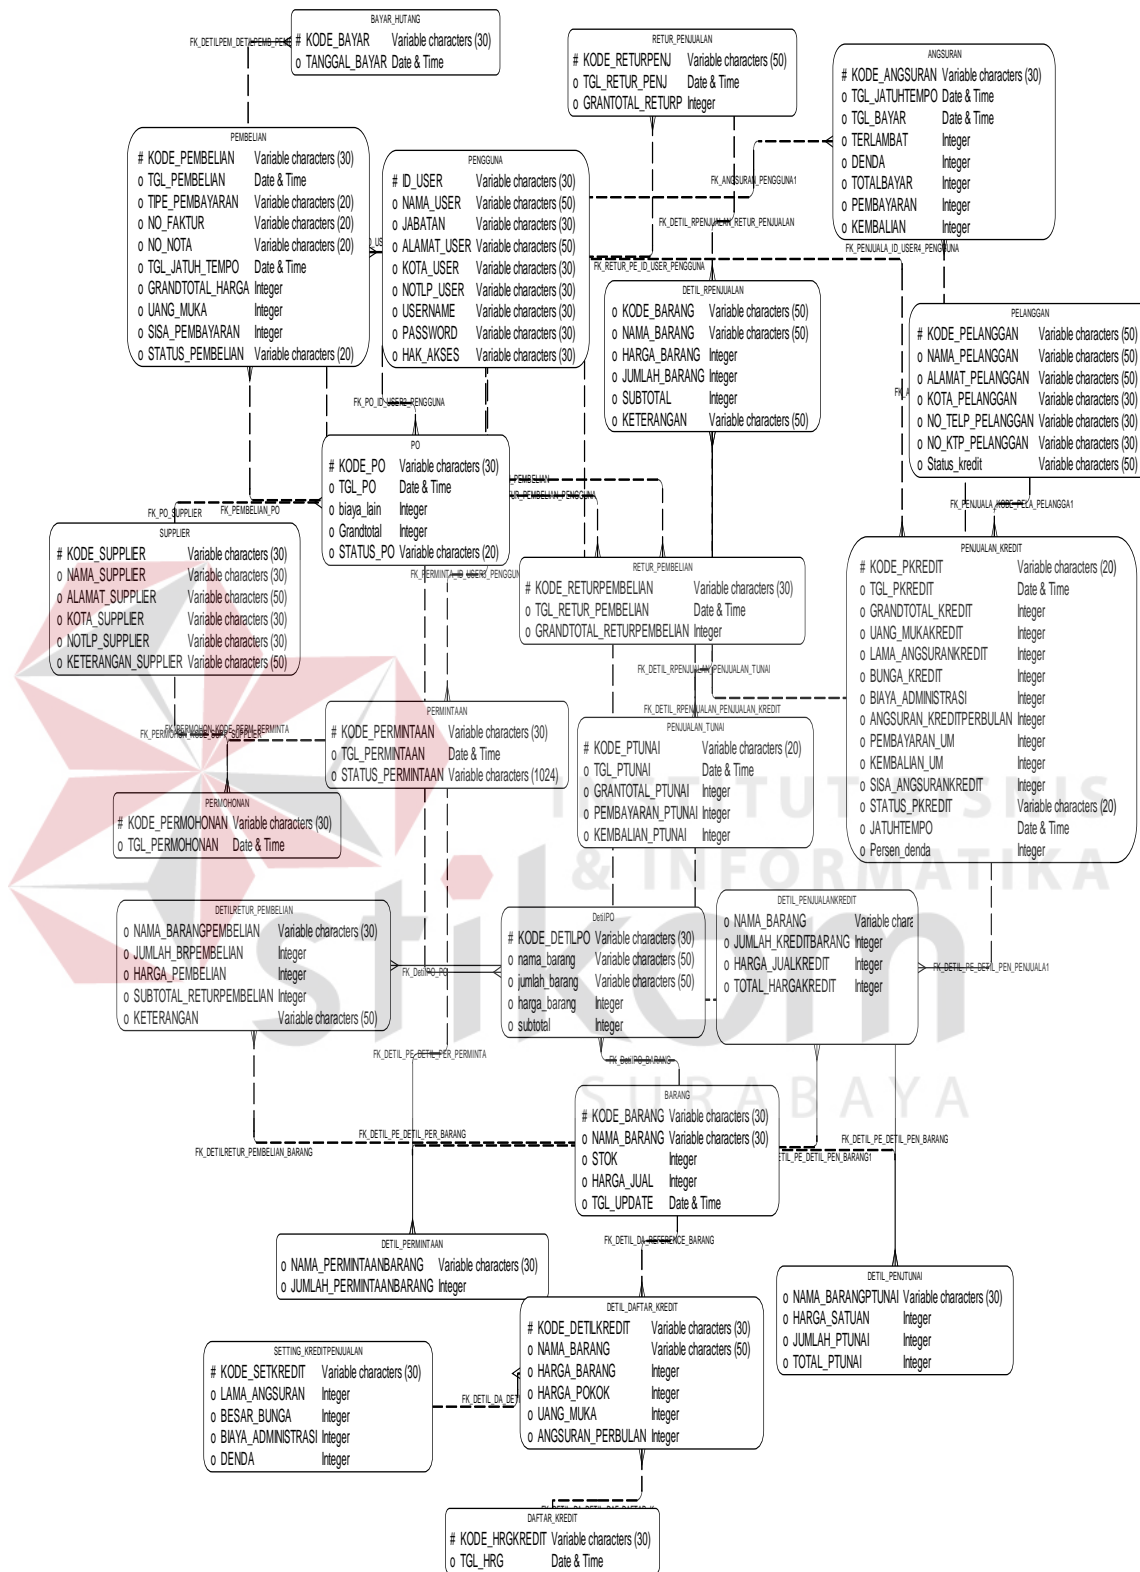 BAYAR_HUTANG
# KODE_BAYAR Variable characters (30)
o TANGGAL_BAYAR Date & Time
RETUR_PENJUALAN
# KODE_RETURPENJ Variable characters (50)
o TGL_RETUR_PENJ Date & Time
o GRANTOTAL_RETURP Integer
ANGSURAN
# KODE_ANGSURAN Variable characters (30)
o TGL_JATUHTEMPO Date & Time
o TGL_BAYAR Date & Time
o TERLAMBAT Integer
o DENDA Integer
o TOTALBAYAR Integer
o PEMBAYARAN Integer
o KEMBALIAN Integer
PEMBELIAN
# KODE_PEMBELIAN Variable characters (30)
o TGL_PEMBELIAN Date & Time
o TIPE_PEMBAYARAN Variable characters (20)
o NO_FAKTUR Variable characters (20)
o NO_NOTA Variable characters (20)
o TGL_JATUH_TEMPO Date & Time
o GRANDTOTAL_HARGA Integer
o UANG_MUKA Integer
o SISA_PEMBAYARAN Integer
o STATUS_PEMBELIAN Variable characters (20)
PENGGUNA
# ID_USER Variable characters (30)
o NAMA_USER Variable characters (50)
o JABATAN Variable characters (30)
o ALAMAT_USER Variable characters (50)
o KOTA_USER Variable characters (30)
o NOTLP_USER Variable characters (30)
o USERNAME Variable characters (30)
o PASSWORD Variable characters (30)
o HAK_AKSES Variable characters (30)
FK_ANGSURAN_PENGGUNA1
FK_DETIL_RPENJUALAN_RETUR_PENJUALAN
FK_PENJUALA_ID_USER4_PENGGUNA
FK_RETUR_PE_ID_USER_PENGGUNA
DETIL_RPENJUALAN
o KODE_BARANG Variable characters (50)
o NAMA_BARANG Variable characters (50)
o HARGA_BARANG Integer
o JUMLAH_BARANG Integer
o SUBTOTAL Integer
o KETERANGAN Variable characters (50)
PELANGGAN
# KODE_PELANGGAN Variable characters (50)
o NAMA_PELANGGAN Variable characters (50)
o ALAMAT_PELANGGAN Variable characters (50)
o KOTA_PELANGGAN Variable characters (30)
o NO_TELP_PELANGGAN Variable characters (30)
o NO_KTP_PELANGGAN Variable characters (30)
o Status_kredit Variable characters (50)
FK_PO_ID_USER2_PENGGUNA
PO
# KODE_PO Variable characters (30)
o TGL_PO Date & Time
o biaya_lain Integer
o Grandtotal Integer
o STATUS_PO Variable characters (20)
FK_PO_SUPPLIER
FK_PEMBELIAN_PO
FK_PENJUALA_KODE_PELA_PELANGGA1
SUPPLIER
# KODE_SUPPLIER Variable characters (30)
o NAMA_SUPPLIER Variable characters (30)
o ALAMAT_SUPPLIER Variable characters (50)
o KOTA_SUPPLIER Variable characters (30)
o NOTLP_SUPPLIER Variable characters (30)
o KETERANGAN_SUPPLIER Variable characters (50)
RETUR_PEMBELIAN
# KODE_RETURPEMBELIAN Variable characters (30)
o TGL_RETUR_PEMBELIAN Date & Time
o GRANDTOTAL_RETURPEMBELIAN Integer
PENJUALAN_KREDIT
# KODE_PKREDIT Variable characters (20)
o TGL_PKREDIT Date & Time
o GRANDTOTAL_KREDIT Integer
o UANG_MUKAKREDIT Integer
o LAMA_ANGSURANKREDIT Integer
o BUNGA_KREDIT Integer
o BIAYA_ADMINISTRASI Integer
o ANGSURAN_KREDITPERBULAN Integer
o PEMBAYARAN_UM Integer
o KEMBALIAN_UM Integer
o SISA_ANGSURANKREDIT Integer
o STATUS_PKREDIT Variable characters (20)
o JATUHTEMPO Date & Time
o Persen_denda Integer
FK_DETIL_RPENJUALAN_PENJUALAN_TUNAI
FK_DETIL_RPENJUALAN_PENJUALAN_KREDIT
PERMINTAAN
# KODE_PERMINTAAN Variable characters (30)
o TGL_PERMINTAAN Date & Time
o STATUS_PERMINTAAN Variable characters (1024)
PENJUALAN_TUNAI
# KODE_PTUNAI Variable characters (20)
o TGL_PTUNAI Date & Time
o GRANTOTAL_PTUNAI Integer
o PEMBAYARAN_PTUNAI Integer
o KEMBALIAN_PTUNAI Integer
PERMOHONAN
# KODE_PERMOHONAN Variable characters (30)
o TGL_PERMOHONAN Date & Time
& INFORMATIKA
stikom
SURABAYA
DETILRETUR_PEMBELIAN
o NAMA_BARANGPEMBELIAN Variable characters (30)
o JUMLAH_BRPEMBELIAN Integer
o HARGA_PEMBELIAN Integer
o SUBTOTAL_RETURPEMBELIAN Integer
o KETERANGAN Variable characters (50)
DetilPO
# KODE_DETILPO Variable characters (30)
o nama_barang Variable characters (50)
o jumlah_barang Variable characters (50)
o harga_barang Integer
o subtotal Integer
DETIL_PENJUALANKREDIT
o NAMA_BARANG Variable chara
o JUMLAH_KREDITBARANG Integer
o HARGA_JUALKREDIT Integer
o TOTAL_HARGAKREDIT Integer
FK_DetilPO_PO
FK_DETIL_PE_DETIL_PEN_PENJUALA1
FK_DETIL_PE_DETIL_PER_PERMINTA
FK_DetilPO_BARANG
BARANG
# KODE_BARANG Variable characters (30)
o NAMA_BARANG Variable characters (30)
o STOK Integer
o HARGA_JUAL Integer
o TGL_UPDATE Date & Time
FK_DETIL_PE_DETIL_PER_BARANG
FK_DETILRETUR_PEMBELIAN_BARANG
FK_DETIL_PE_DETIL_PEN_BARANG
ETIL_PE_DETIL_PEN_BARANG1
FK_DETIL_DA_REFERENCE_BARANG
DETIL_PERMINTAAN
o NAMA_PERMINTAANBARANG Variable characters (30)
o JUMLAH_PERMINTAANBARANG Integer
DETIL_PENJTUNAI
o NAMA_BARANGPTUNAI Variable characters (30)
o HARGA_SATUAN Integer
o JUMLAH_PTUNAI Integer
o TOTAL_PTUNAI Integer
DETIL_DAFTAR_KREDIT
# KODE_DETILKREDIT Variable characters (30)
o NAMA_BARANG Variable characters (50)
o HARGA_BARANG Integer
o HARGA_POKOK Integer
o UANG_MUKA Integer
o ANGSURAN_PERBULAN Integer
SETTING_KREDITPENJUALAN
# KODE_SETKREDIT Variable characters (30)
o LAMA_ANGSURAN Integer
o BESAR_BUNGA Integer
o BIAYA_ADMINISTRASI Integer
o DENDA Integer
FK_DETIL_DA_DETI
DAFTAR_KREDIT
# KODE_HRGKREDIT Variable characters (30)
o TGL_HRG Date & Time